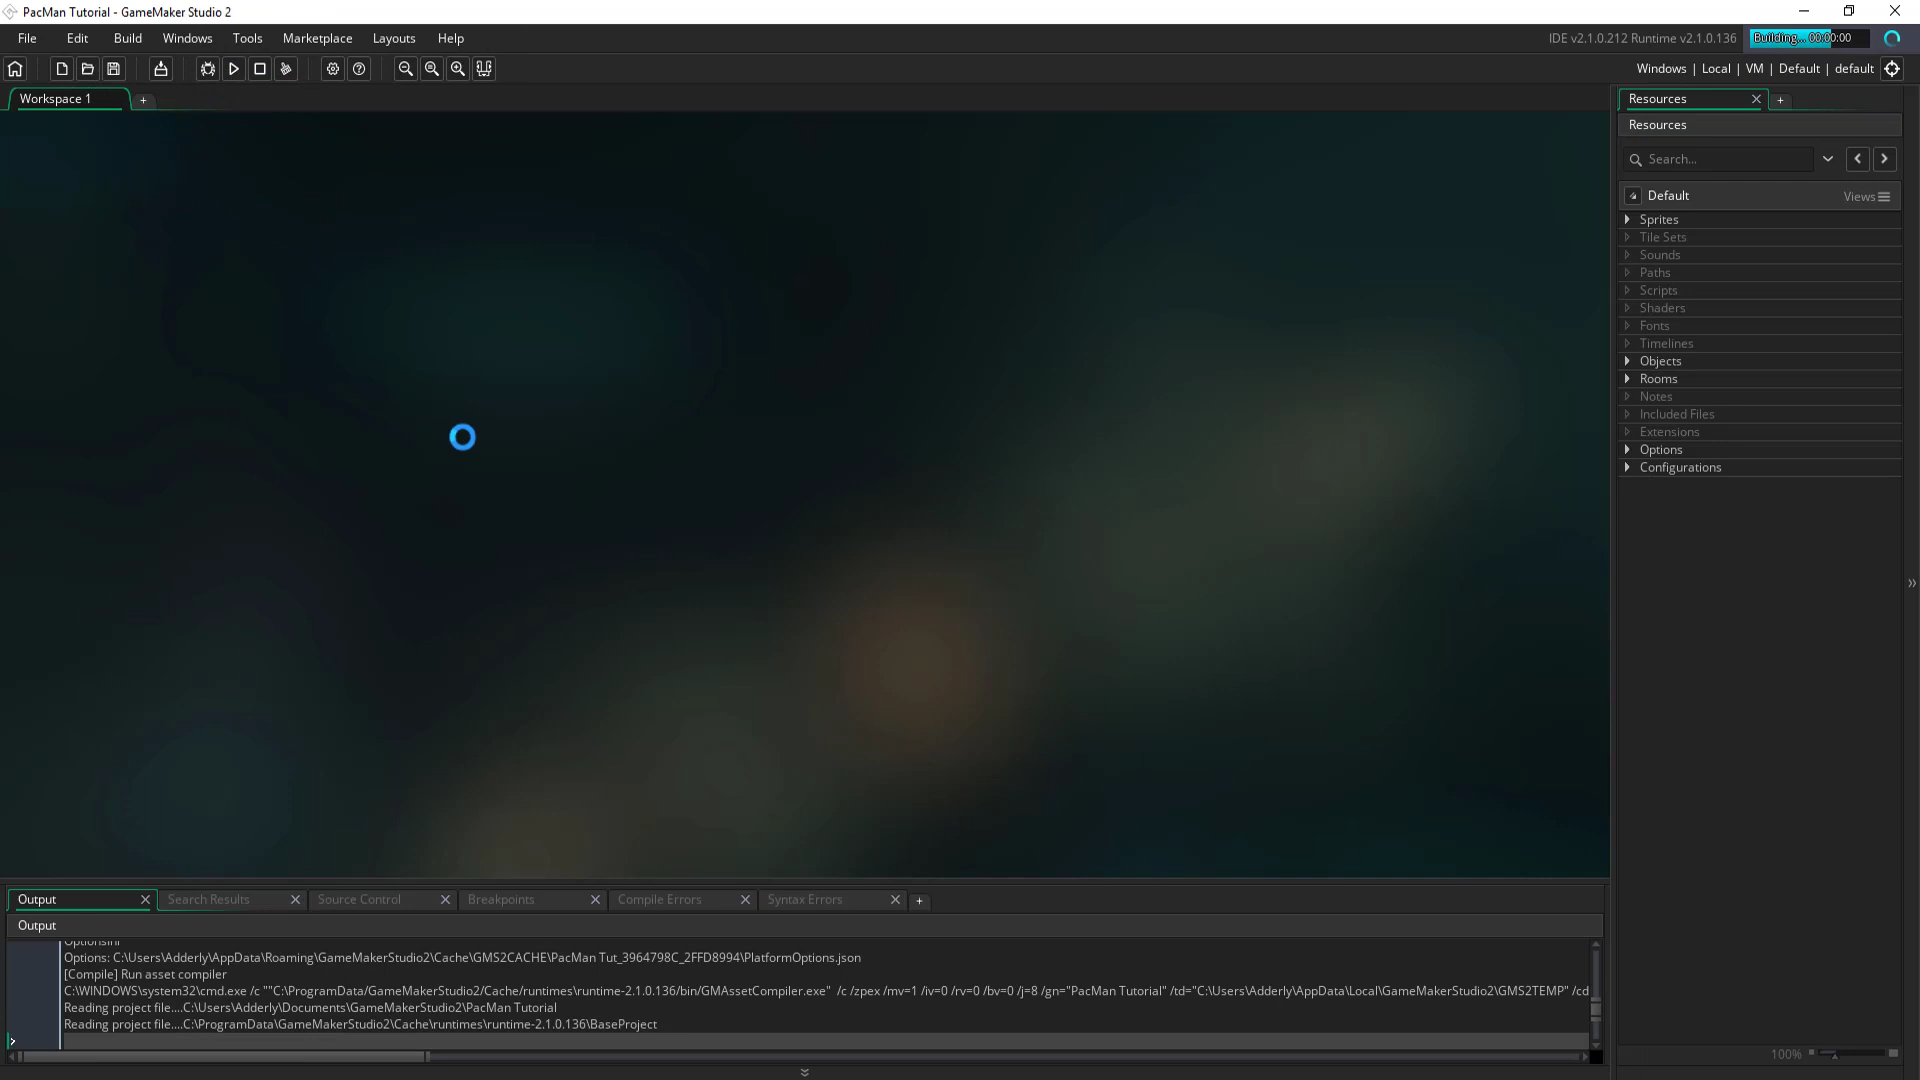 PacMan Tutorial - GameMaker Studio 2
File Edit Build Windows Tools Marketplace Layouts Help
IDE v2.1.0.212 Runtime v2.1.0.136 Building... 00:00:00
Windows | Local | VM | Default | default
Workspace 1 +
Resources +
Resources
Search...
Default Views
Sprites
Tile Sets
Sounds
Paths
Scripts
Shaders
Fonts
Timelines
Objects
Rooms
Notes
Included Files
Extensions
Options
Configurations
100%
Output Search Results Source Control Breakpoints Compile Errors Syntax Errors +
Output
Options: C:\Users\Adderly\AppData\Roaming\GameMakerStudio2\Cache\GMS2CACHE\PacMan Tut_3964798C_2FFD8994\PlatformOptions.json
[Compile] Run asset compiler
C:\WINDOWS\system32\cmd.exe /c ""C:\ProgramData/GameMakerStudio2/Cache/runtimes\runtime-2.1.0.136/bin/GMAssetCompiler.exe" /c /zpex /mv=1 /iv=0 /rv=0 /bv=0 /j=8 /gn="PacMan Tutorial" /td="C:\Users\Adderly\AppData\Local\GameMakerStudio2\GMS2TEMP" /cd
Reading project file....C:\Users\Adderly\Documents\GameMakerStudio2\PacMan Tutorial
Reading project file....C:\ProgramData\GameMakerStudio2\Cache\runtimes\runtime-2.1.0.136\BaseProject